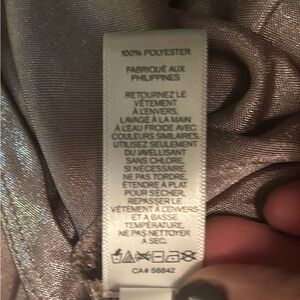 100% POLYESTER
FABRIQUÉ AUX
PHILIPPINES
RETOURNEZ LE
VÊTEMENT
À L'ENVERS,
LAVAGE À LA MAIN
À L'EAU FROIDE AVEC
COULEURS SIMILAIRES.
UTILISEZ SEULEMENT
DU JAVELLISANT
SANS CHLORE
SI NÉCESSAIRE.
NE PAS TORDRE,
ÉTENDRE À PLAT
POUR SÉCHER.
REPASSER LE
VÊTEMENT À L'ENVERS
ET À BASSE
TEMPÉRATURE,
NE PAS NETTOYER
À SEC.
CA# 56842